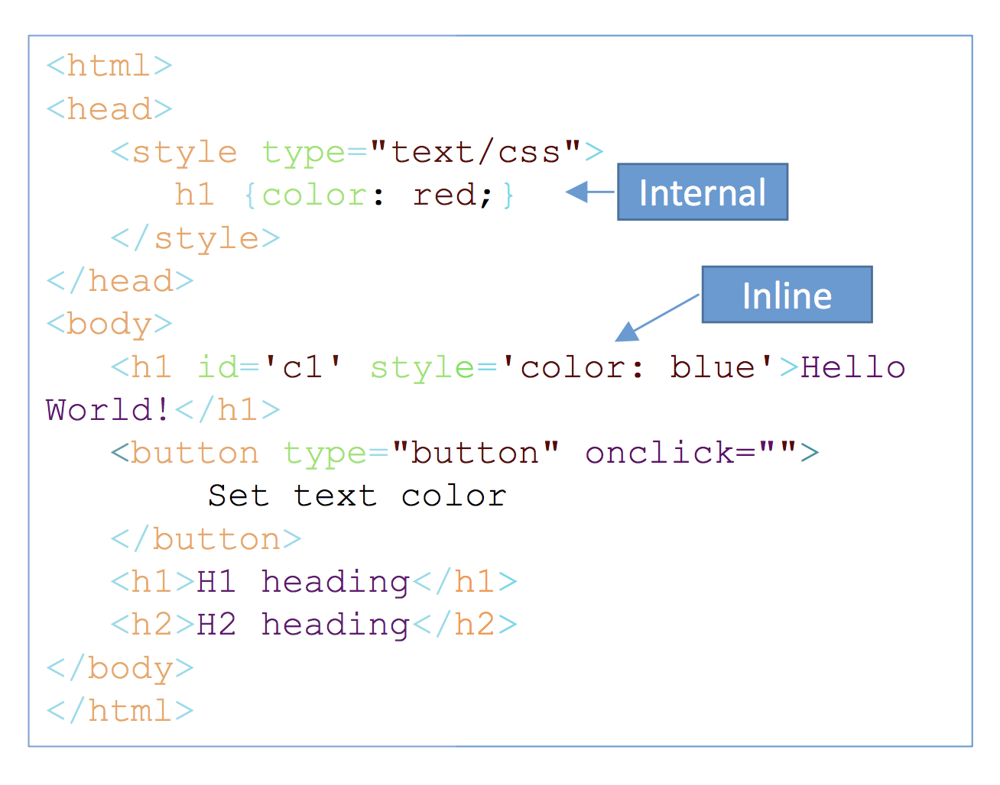 <html>
<head>
<style type="text/css">
h1 {color: red;}
Internal
</style>
</head>
Inline
<body>
<h1 id='c1' style='color: blue'>Hello
World!</h1>
<button type="button" onclick="">
Set text color
</button>
<h1>H1 heading</h1>
<h2>H2 heading</h2>
</body>
</html>